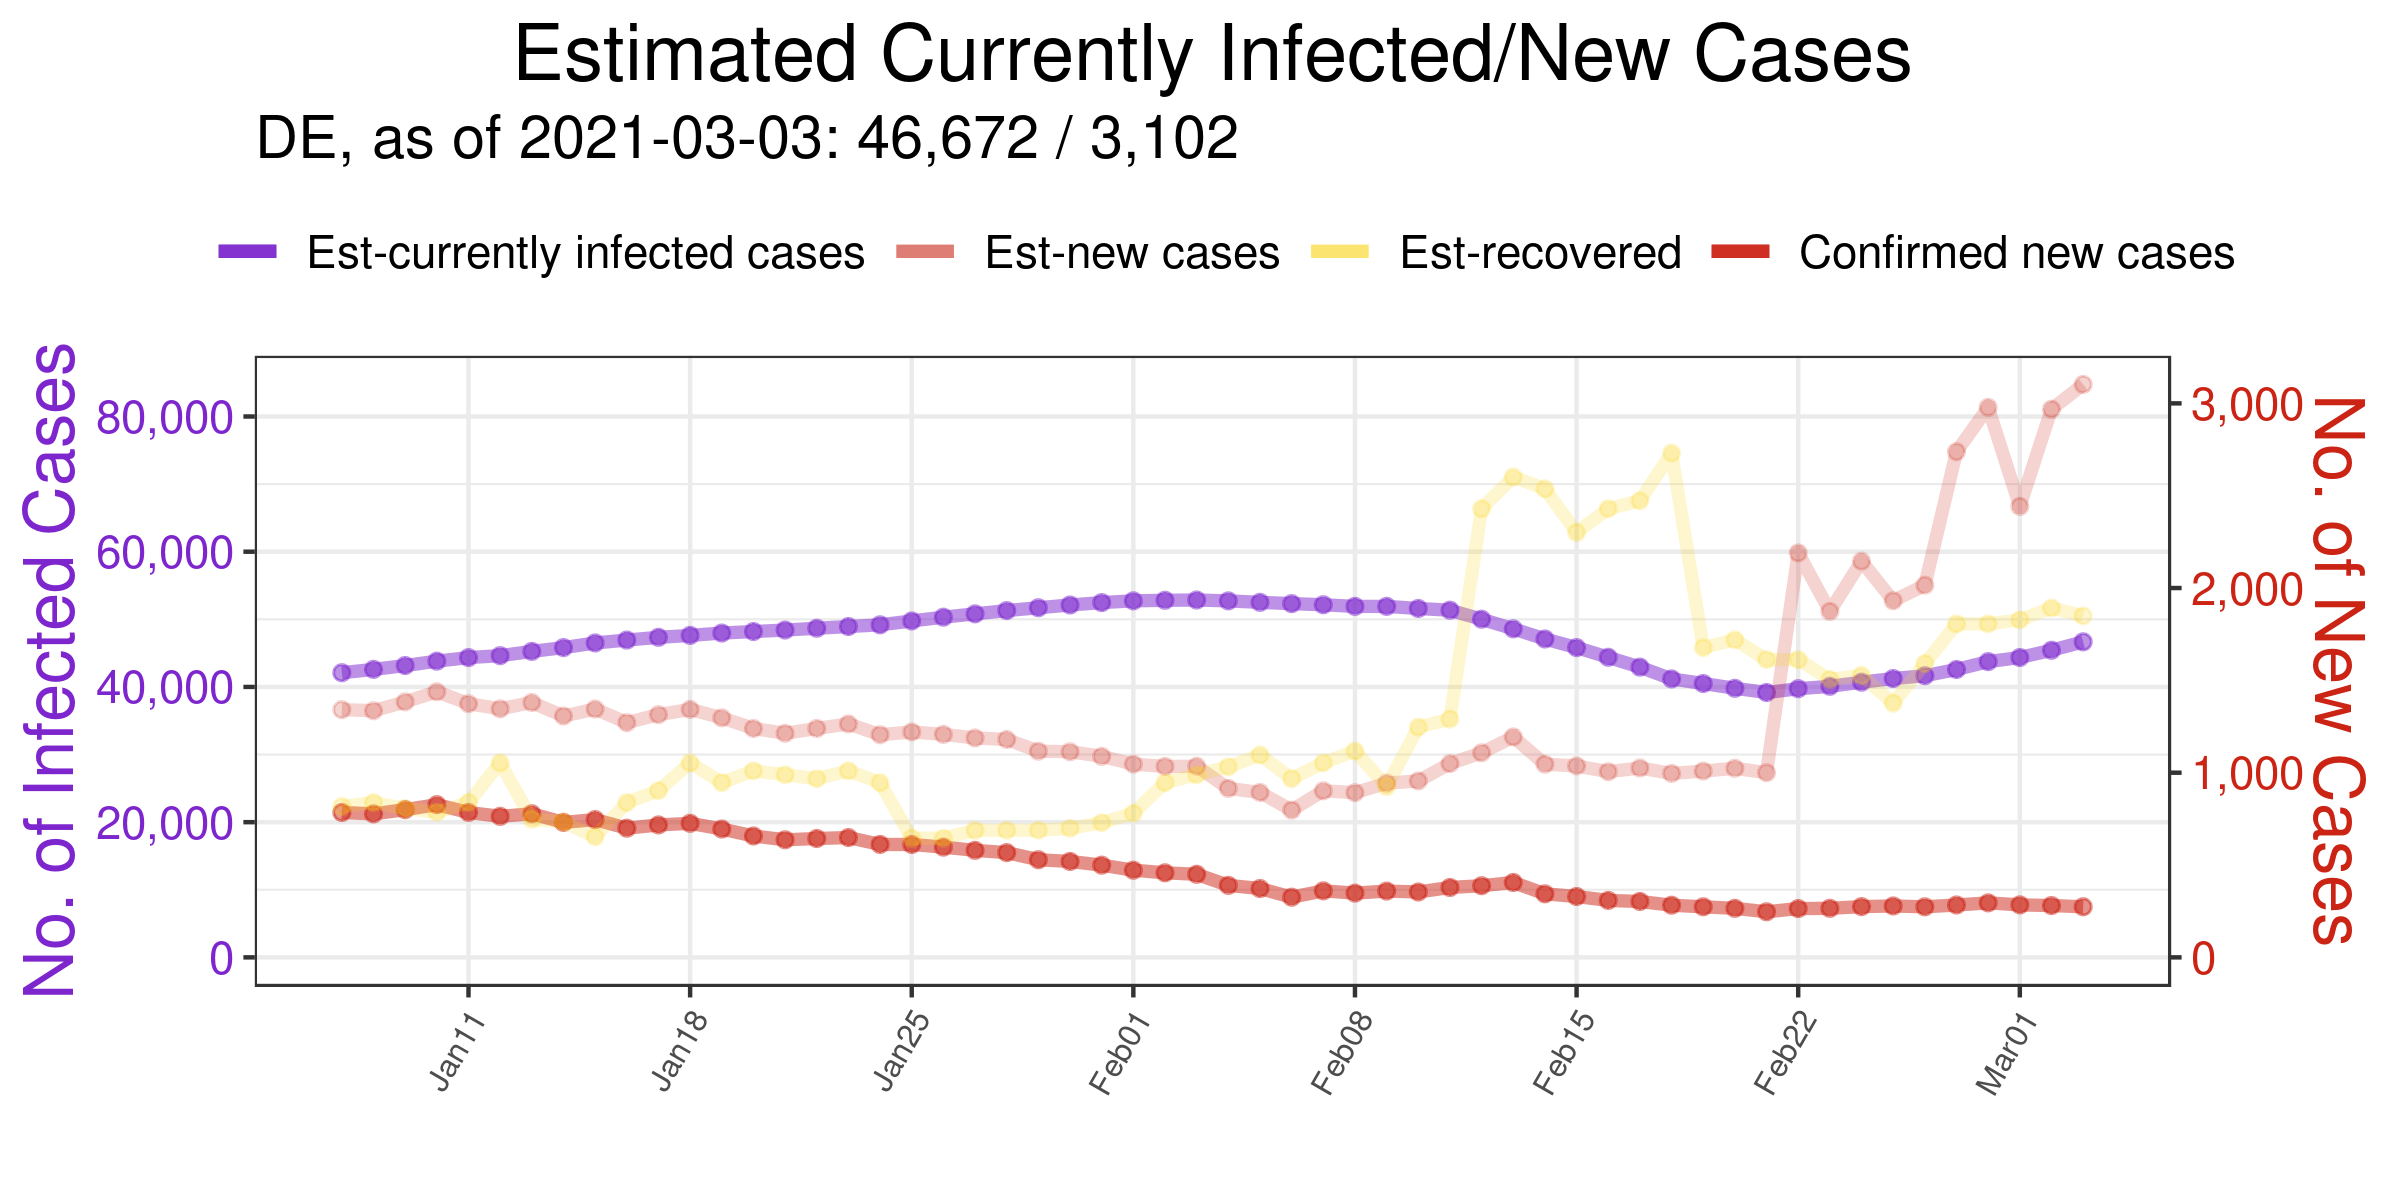 Estimated Currently Infected/New Cases
DE, as of 2021-03-03: 46,672 / 3,102
Est-currently infected cases Est-new cases Est-recovered Confirmed new cases
No. of Infected Cases
80,000
60,000
40,000
20,000
0
3,000
2,000
1,000
0
No. of New Cases
Jan11 Jan18 Jan25 Feb01 Feb08 Feb15 Feb22 Mar01